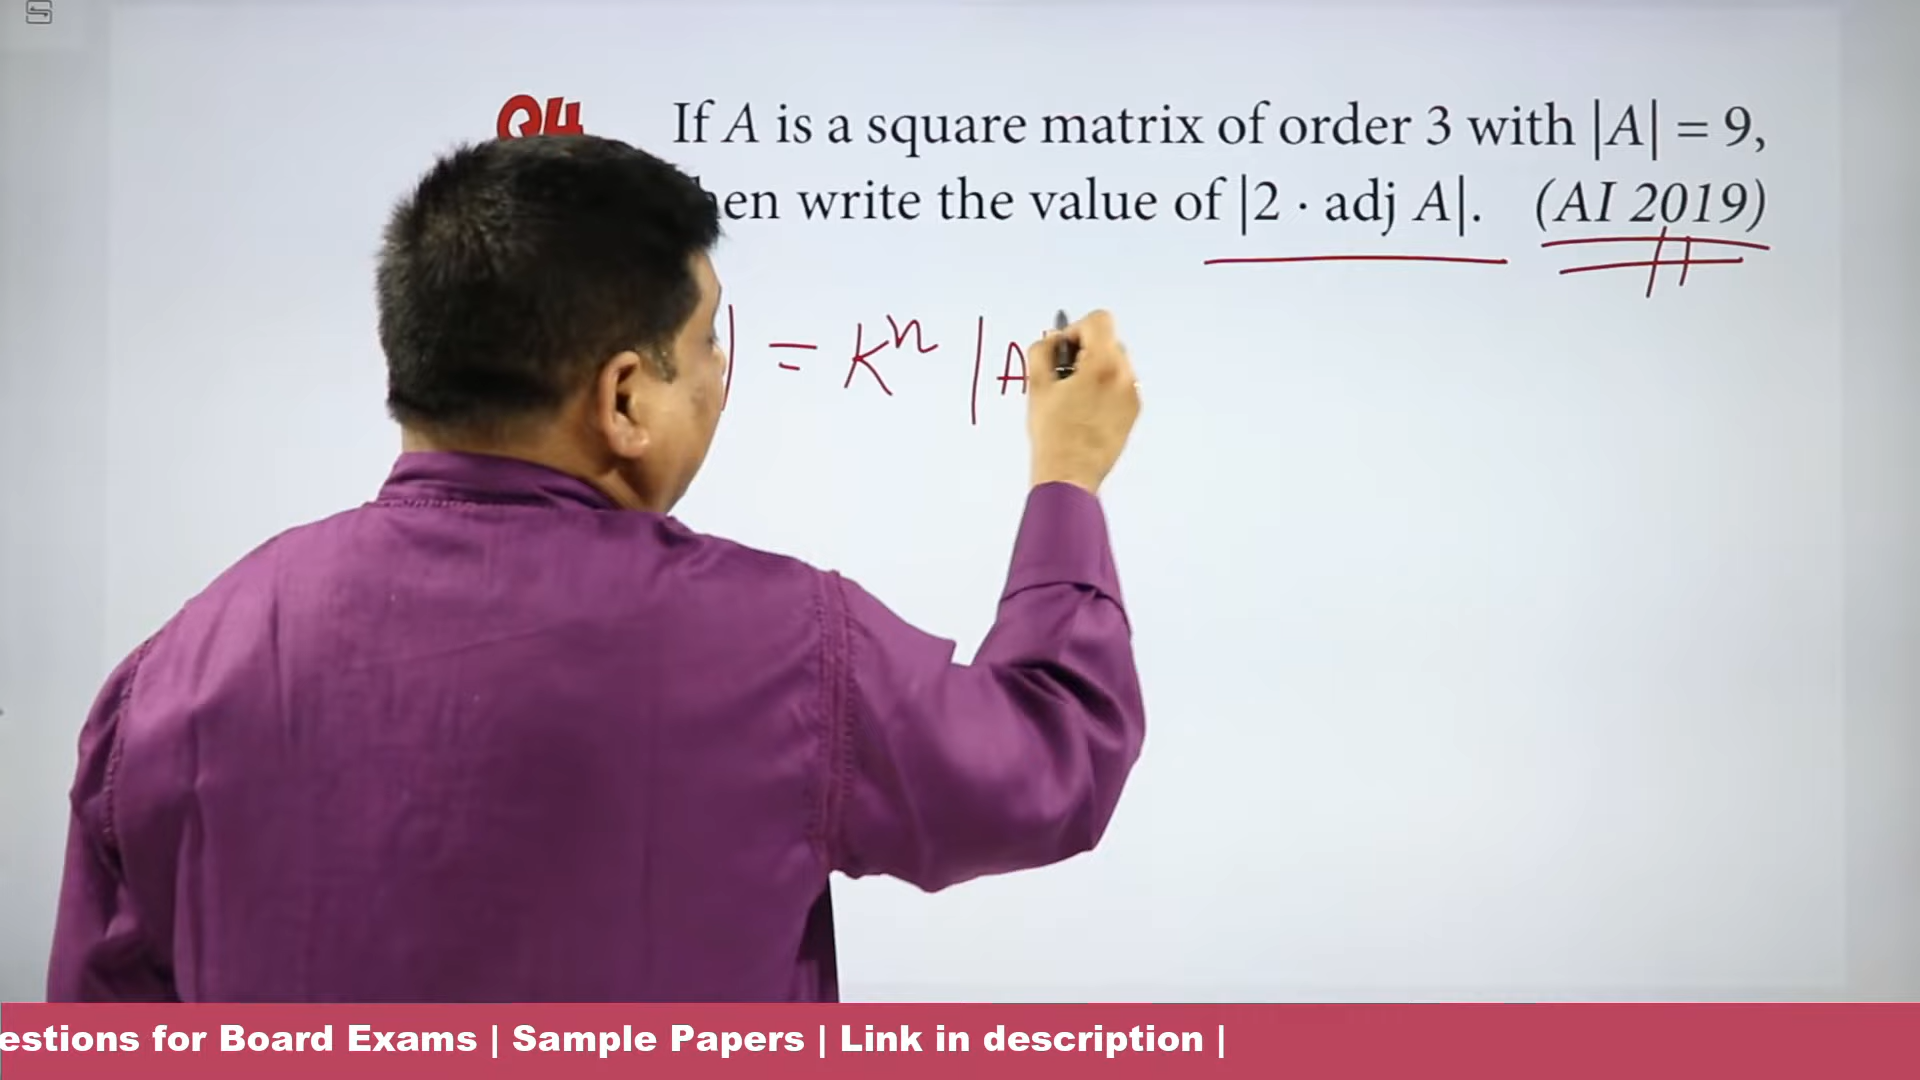 Q4 If A is a square matrix of order 3 with |A| = 9,
hen write the value of |2 · adj A|. (AI 2019)
| = Kⁿ |A
estions for Board Exams | Sample Papers | Link in description |